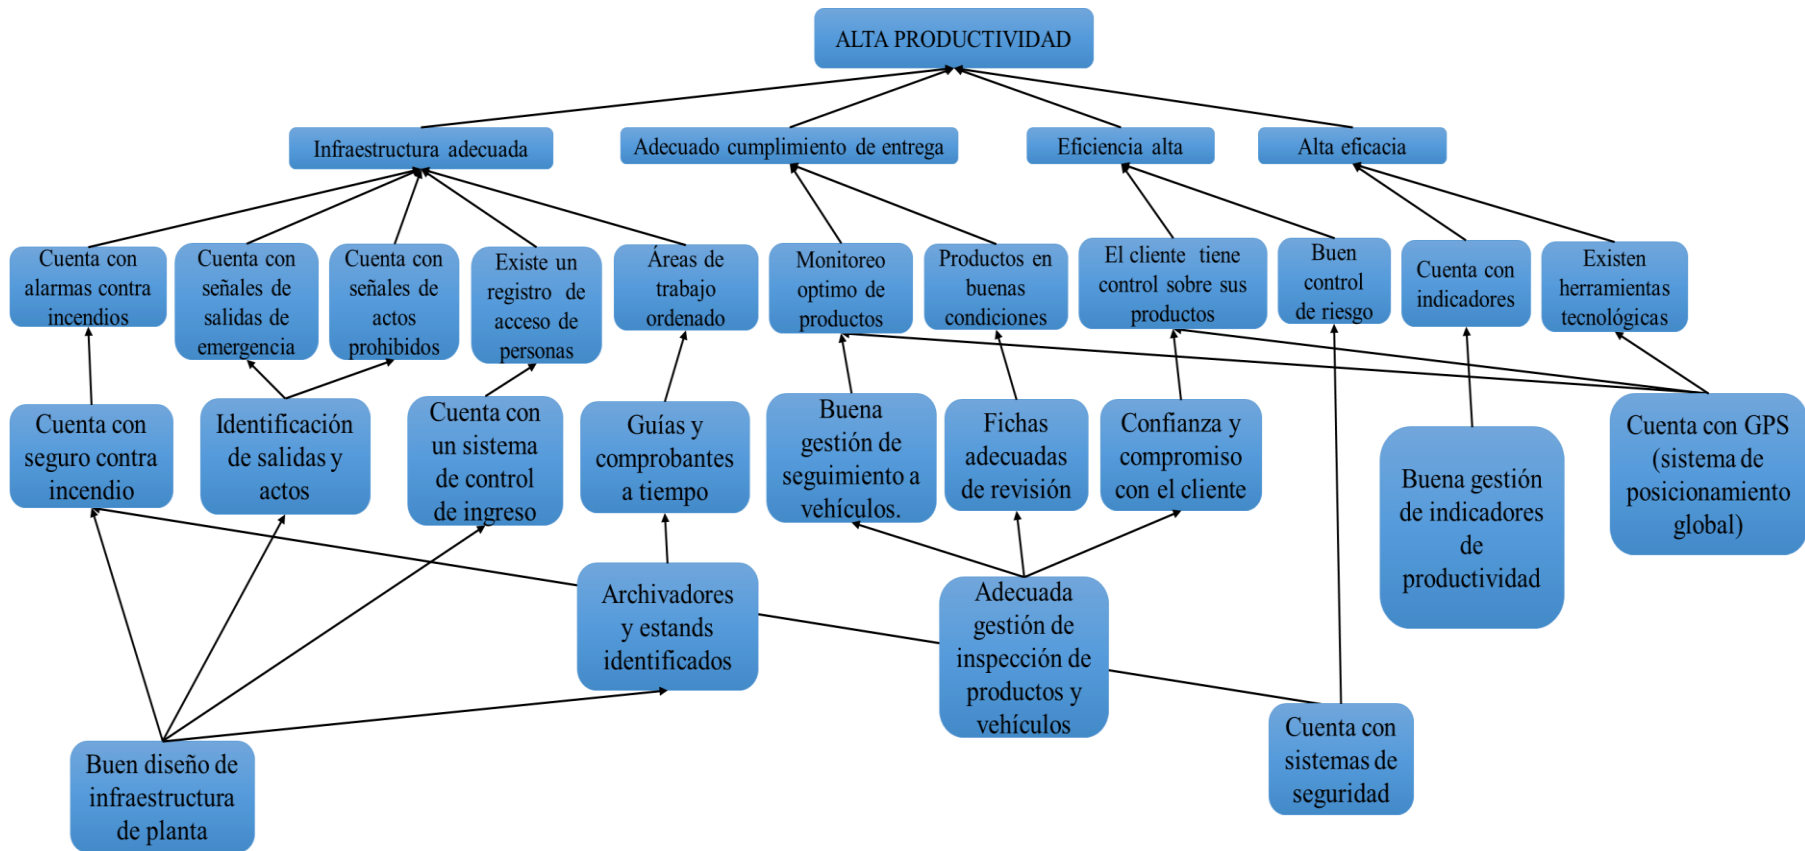 ALTA PRODUCTIVIDAD
Infraestructura adecuada
Adecuado cumplimiento de entrega
Eficiencia alta
Alta eficacia
Cuenta con
alarmas contra
incendios
Cuenta con
señales de
salidas de
emergencia
Cuenta con
señales de
actos
prohibidos
Existe un
registro de
acceso de
personas
Áreas de
trabajo
ordenado
Monitoreo
optimo de
productos
Productos en
buenas
condiciones
El cliente tiene
control sobre sus
productos
Buen
control
de riesgo
Cuenta con
indicadores
Existen
herramientas
tecnológicas
Cuenta con
seguro contra
incendio
Identificación
de salidas y
actos
Cuenta con
un sistema
de control
de ingreso
Guías y
comprobantes
a tiempo
Buena
gestión de
seguimiento a
vehículos.
Fichas
adecuadas
de revisión
Confianza y
compromiso
con el cliente
Buena gestión
de indicadores
de
productividad
Cuenta con GPS
(sistema de
posicionamiento
global)
Archivadores
y estands
identificados
Adecuada
gestión de
inspección de
productos y
vehículos
Cuenta con
sistemas de
seguridad
Buen diseño de
infraestructura
de planta